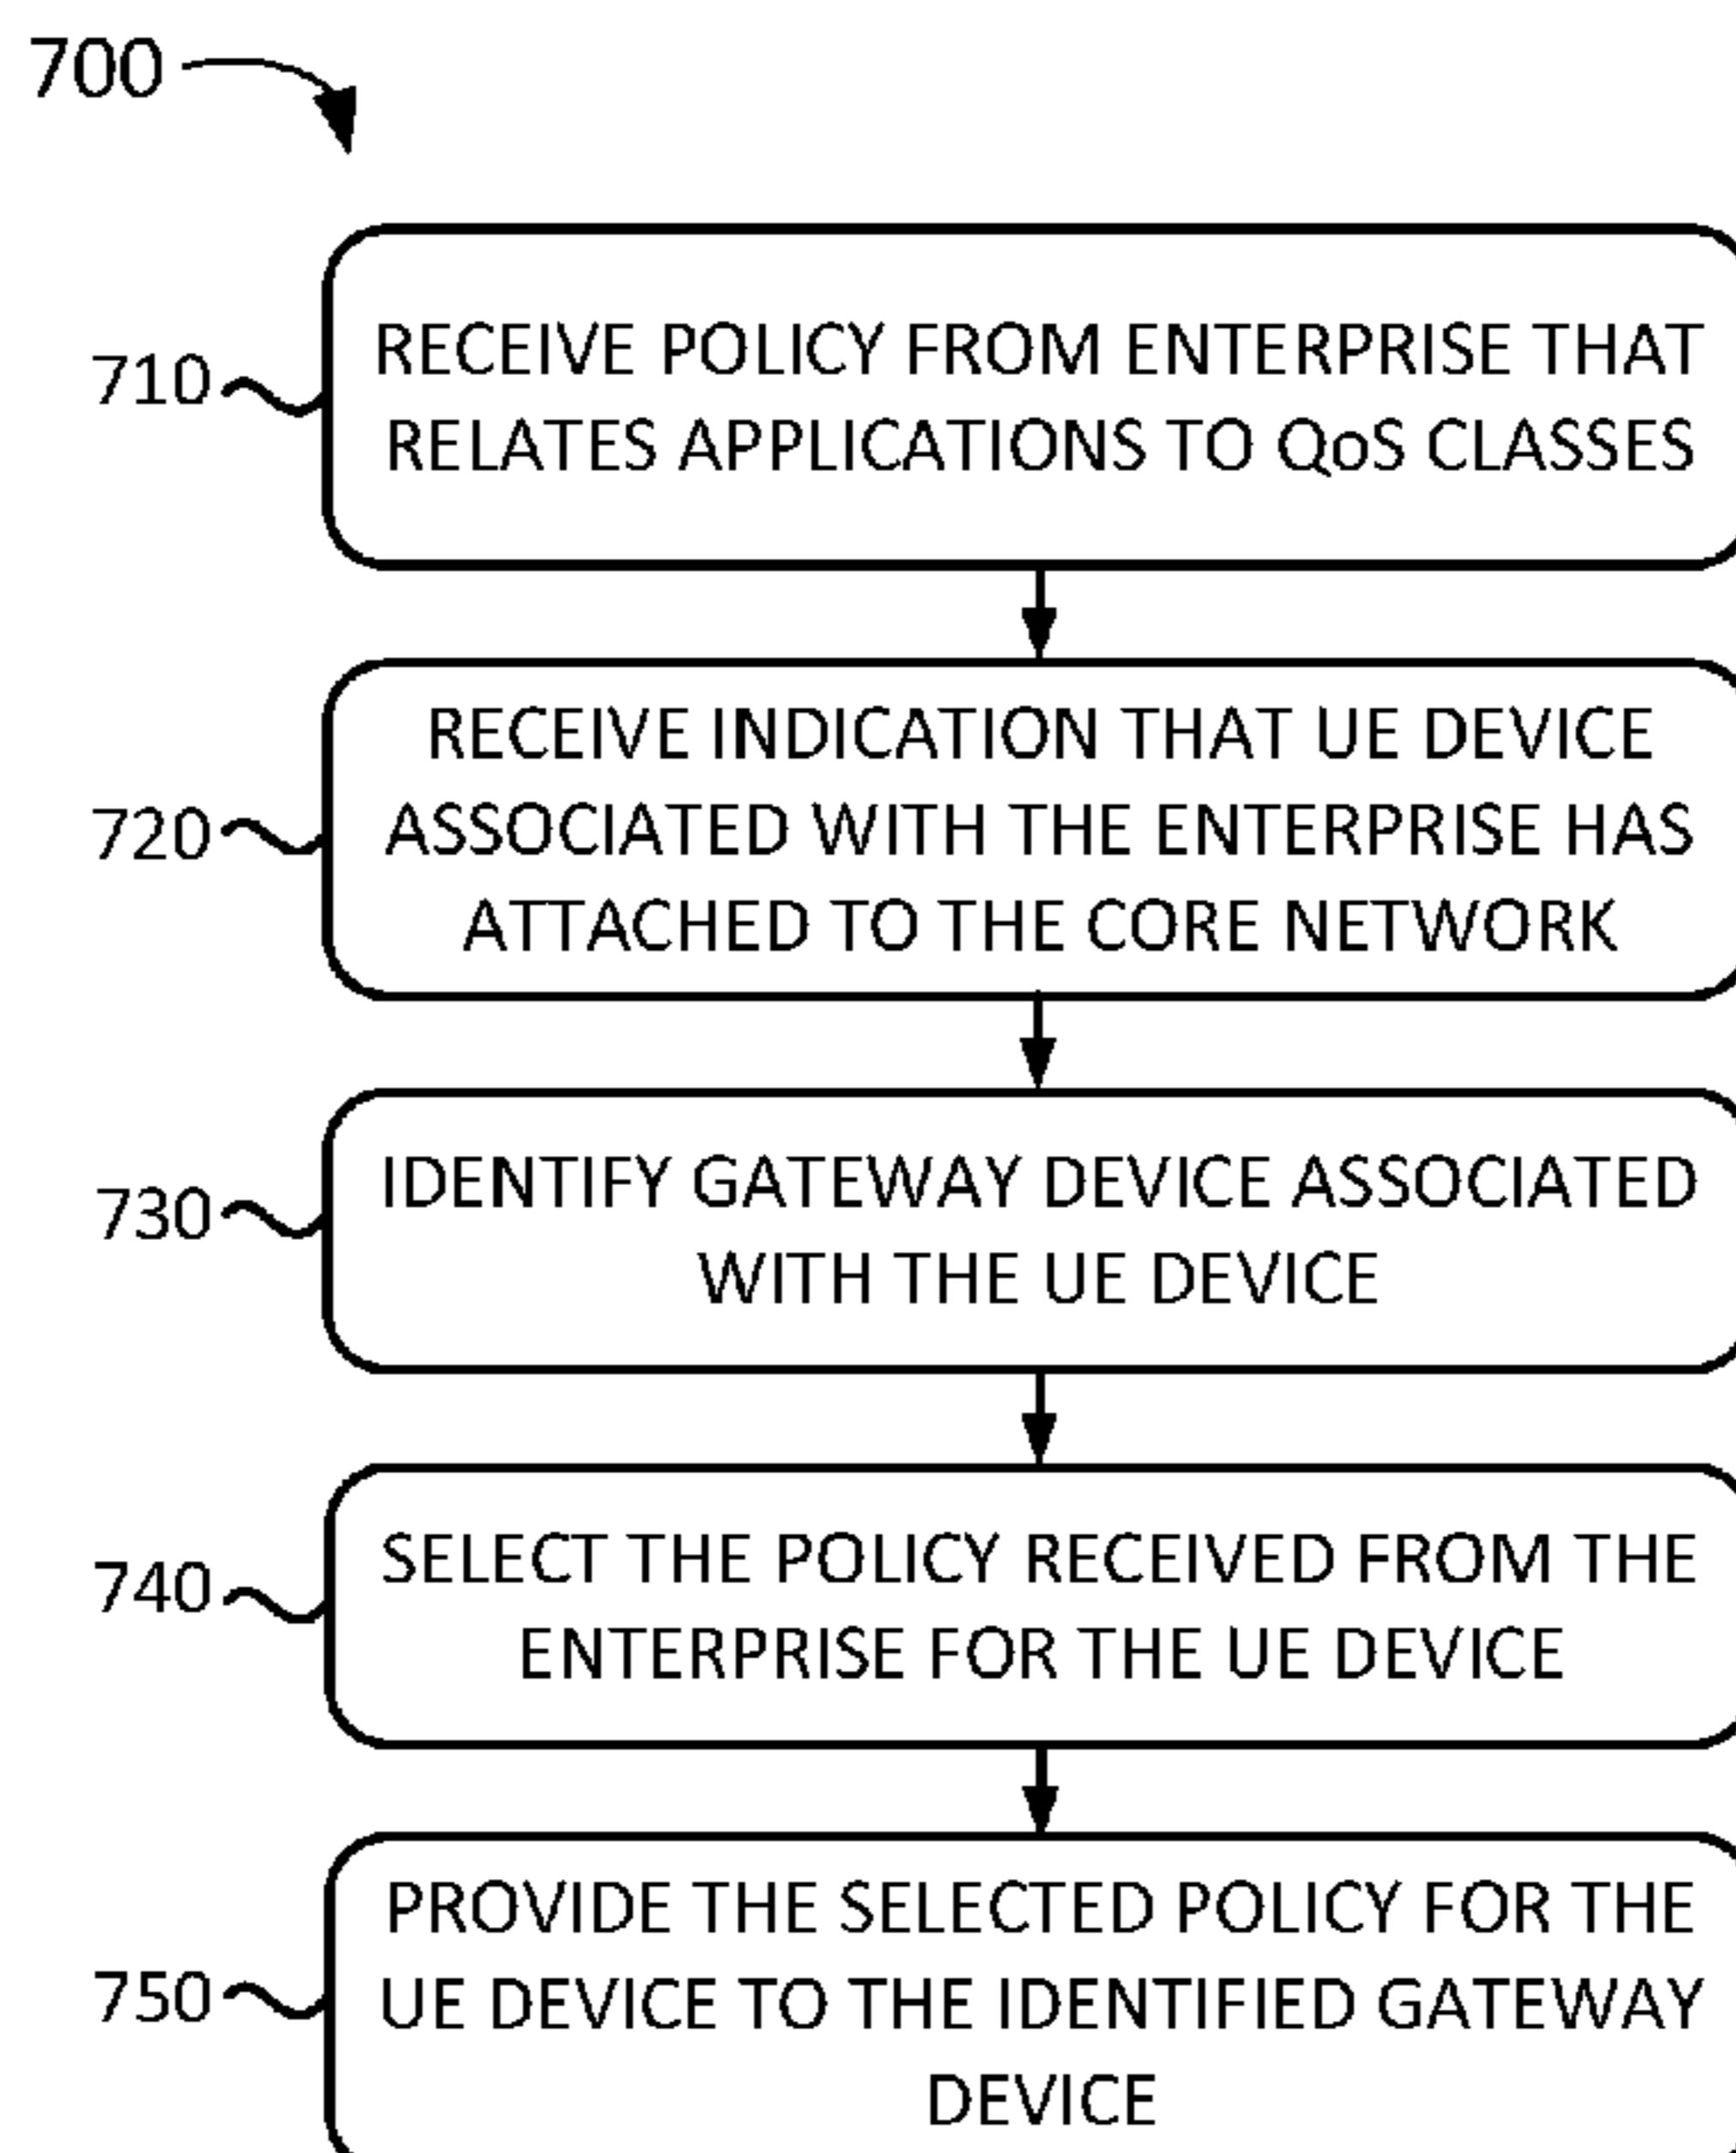 700
710
RECEIVE POLICY FROM ENTERPRISE THAT
RELATES APPLICATIONS TO QoS CLASSES
720
RECEIVE INDICATION THAT UE DEVICE
ASSOCIATED WITH THE ENTERPRISE HAS
ATTACHED TO THE CORE NETWORK
730
IDENTIFY GATEWAY DEVICE ASSOCIATED
WITH THE UE DEVICE
740
SELECT THE POLICY RECEIVED FROM THE
ENTERPRISE FOR THE UE DEVICE
750
PROVIDE THE SELECTED POLICY FOR THE
UE DEVICE TO THE IDENTIFIED GATEWAY
DEVICE